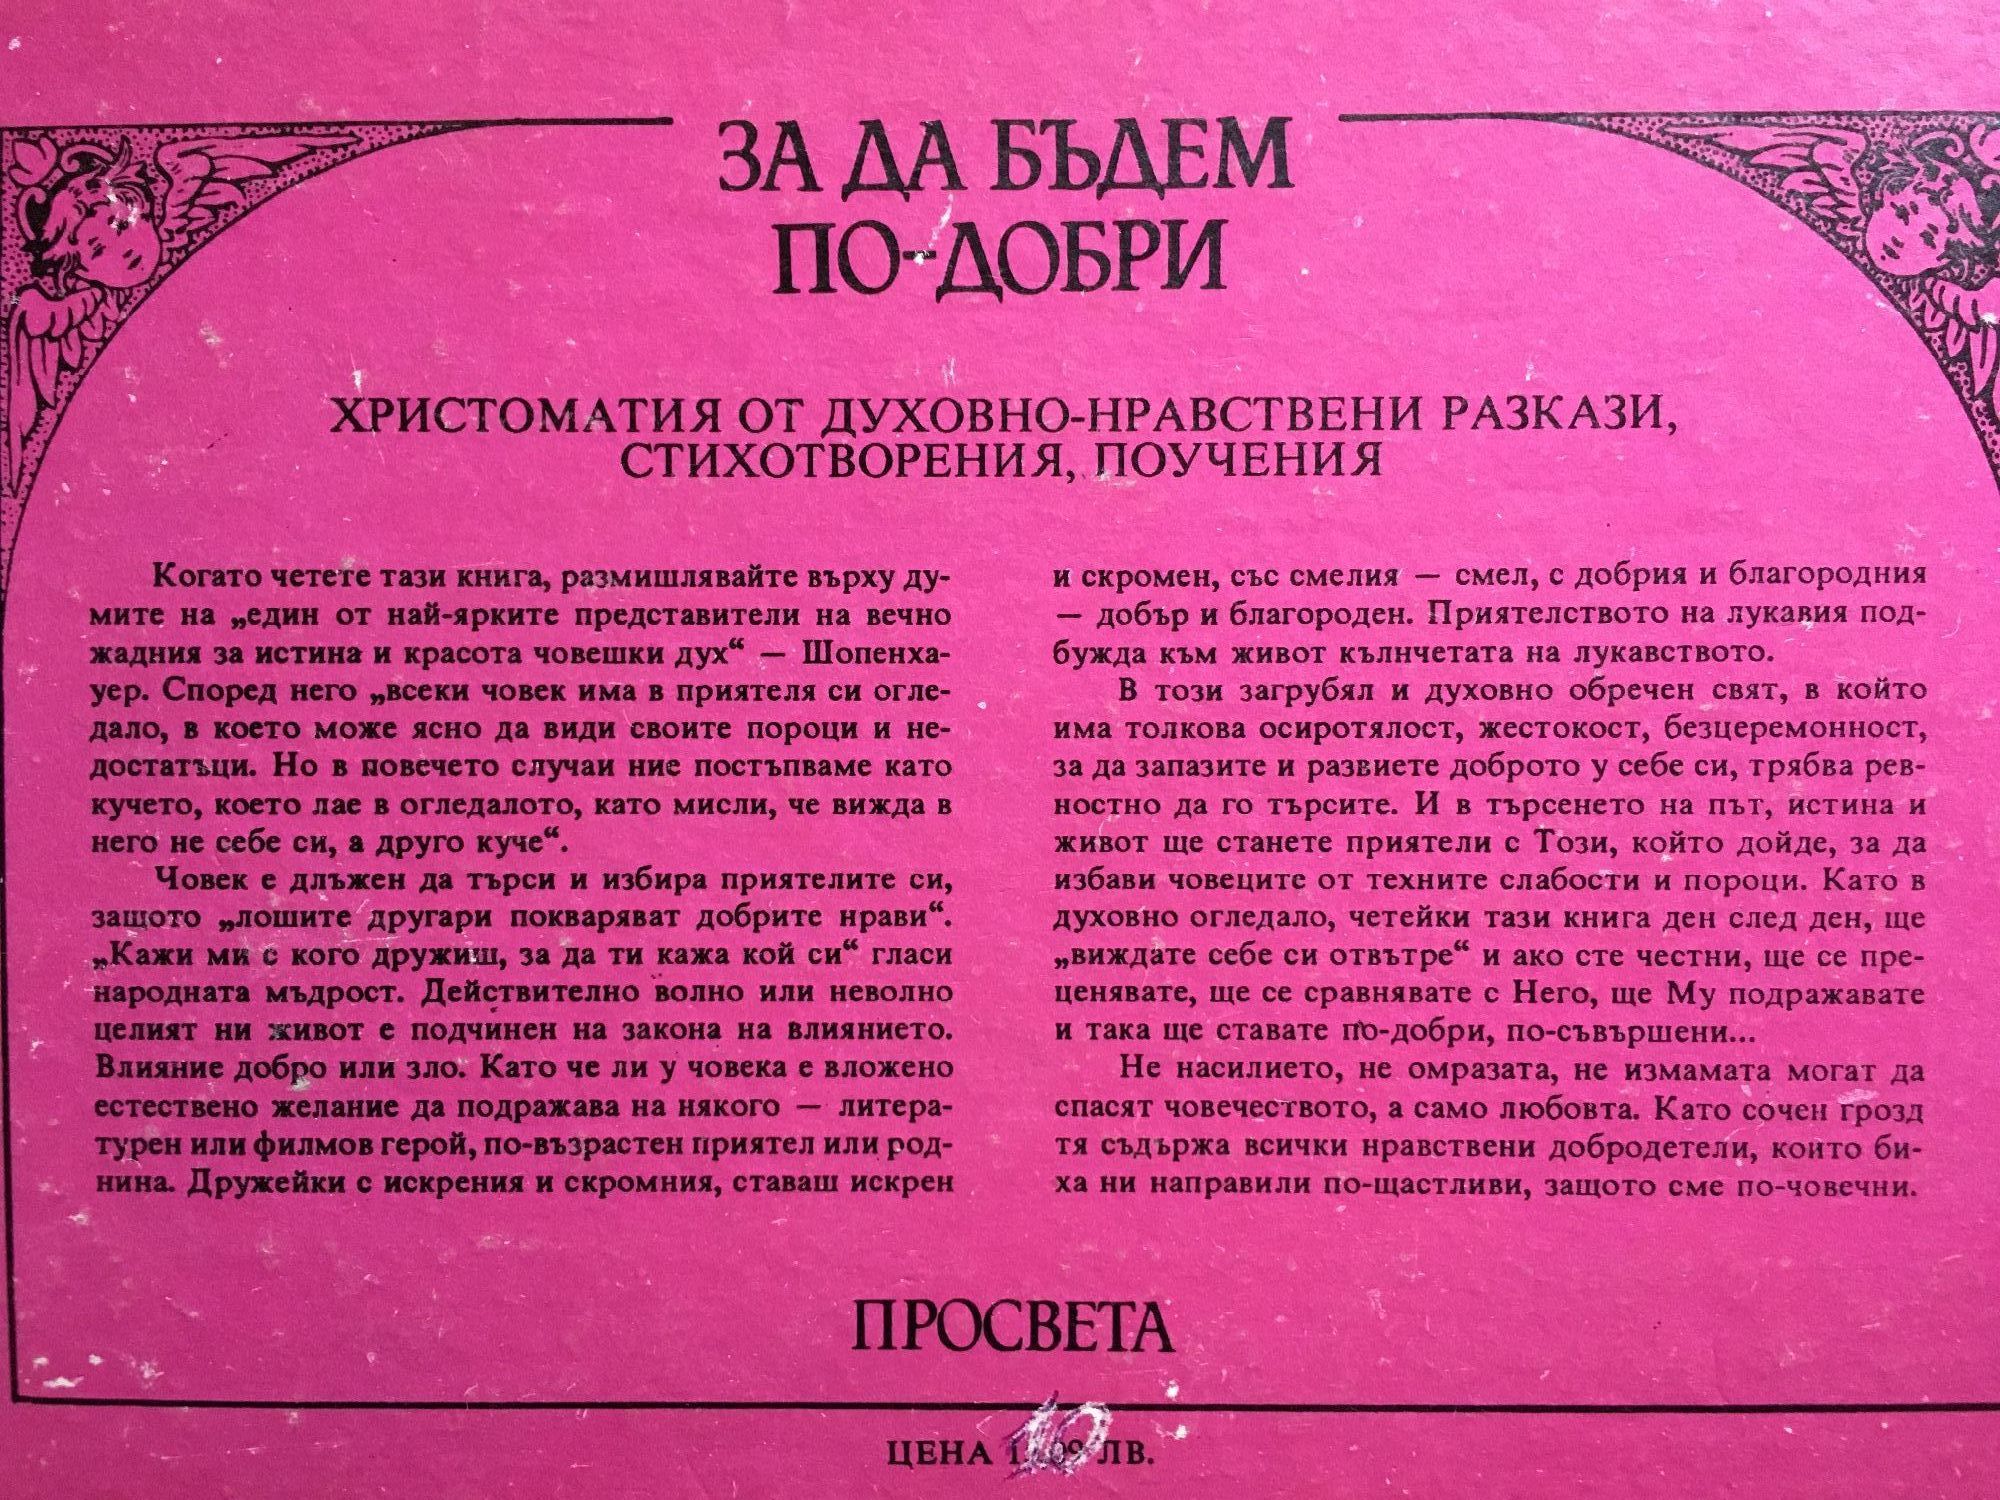 ЗА ДА БЪДЕМ
ПО-ДОБРИ
ХРИСТОМАТИЯ ОТ ДУХОВНО-НРАВСТВЕНИ РАЗКАЗИ,
СТИХОТВОРЕНИЯ, ПОУЧЕНИЯ
Когато четете тази книга, размишлявайте върху ду-
мите на „един от най-ярките представители на вечно
жадния за истина и красота човешки дух“ — Шопенха-
уер. Според него „всеки човек има в приятеля си огле-
дало, в което може ясно да види своите пороци и не-
достатъци. Но в повечето случаи ние постъпваме като
кучето, което лае в огледалото, като мисли, че вижда в
него не себе си, а друго куче“.
Човек е длъжен да търси и избира приятелите си,
защото „лошите другари покваряват добрите нрави“.
„Кажи ми с кого дружиш, за да ти кажа кой си“ гласи
народната мъдрост. Действително волно или неволно
целият ни живот е подчинен на закона на влиянието.
Влияние добро или зло. Като че ли у човека е вложено
естествено желание да подражава на някого — литера-
турен или филмов герой, по-възрастен приятел или род-
нина. Дружейки с искрения и скромния, ставаш искрен
и скромен, със смелия — смел, с добрия и благородния
— добър и благороден. Приятелството на лукавия под-
бужда към живот кълнчетата на лукавството.
В този загрубял и духовно обречен свят, в който
има толкова осиротялост, жестокост, безцеремонност,
за да запазите и развиете доброто у себе си, трябва рев-
ностно да го търсите. И в търсенето на път, истина и
живот ще станете приятели с Този, който дойде, за да
избави човеците от техните слабости и пороци. Като в
духовно огледало, четейки тази книга ден след ден, ще
„виждате себе си отвътре“ и ако сте честни, ще се пре-
ценявате, ще се сравнявате с Него, ще Му подражавате
и така ще ставате по-добри, по-съвършени...
Не насилието, не омразата, не измамата могат да
спасят човечеството, а само любовта. Като сочен грозд
тя съдържа всички нравствени добродетели, които би-
ха ни направили по-щастливи, защото сме по-човечни.
ПРОСВЕТА
ЦЕНА 10 ЛВ.